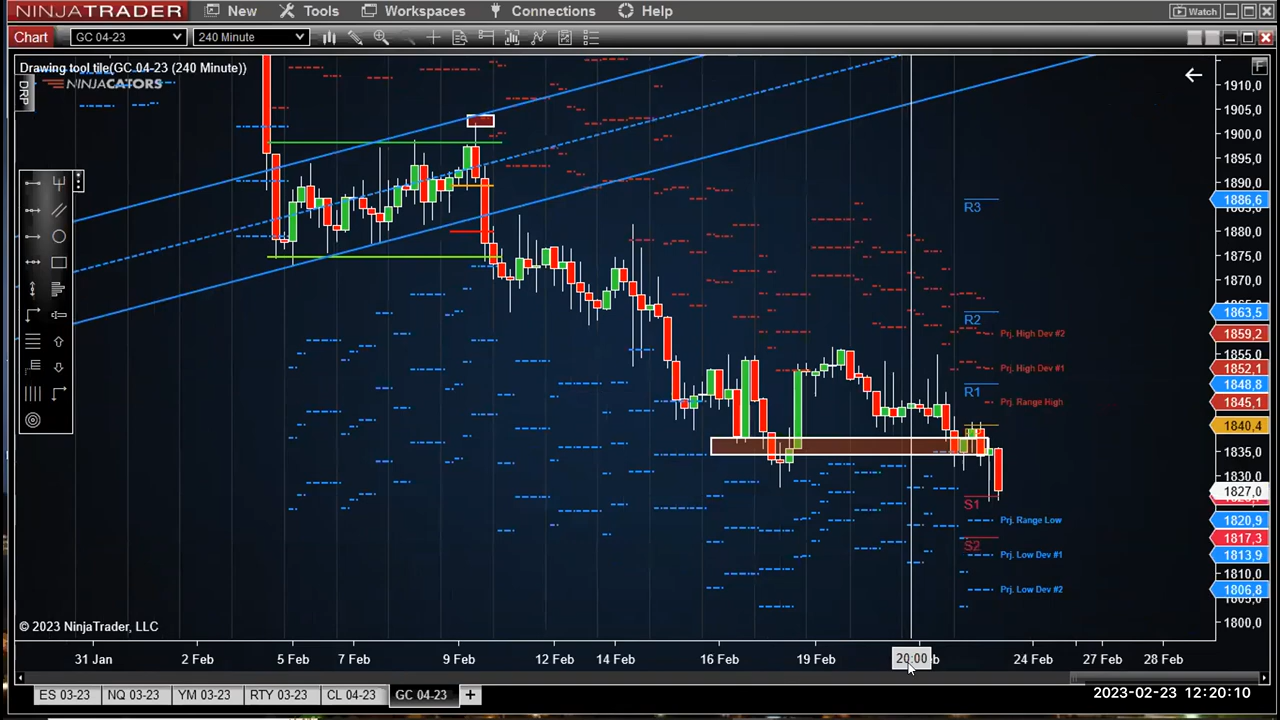 NINJATRADER New Tools Workspaces Connections Help Watch
Chart GC 04-23 240 Minute
Drawing tool tile(GC 04-23 (240 Minute))
NINJACATORS
DRP
F
1910,0
1905,0
1900,0
1895,0
1890,0
1886,6
R3
1880,0
1875,0
1870,0
1863,5
R2
1859,2
Prj. High Dev #2
1855,0
1852,1
Prj. High Dev #1
1848,8
R1
1845,1
Prj. Range High
1840,4
1835,0
1830,0
1827,0
S1
1820,9
Prj. Range Low
1817,3
S2
1813,9
Prj. Low Dev #1
1810,0
1806,8
Prj. Low Dev #2
1800,0
© 2023 NinjaTrader, LLC
31 Jan 2 Feb 5 Feb 7 Feb 9 Feb 12 Feb 14 Feb 16 Feb 19 Feb 20:00 24 Feb 27 Feb 28 Feb
ES 03-23 NQ 03-23 YM 03-23 RTY 03-23 CL 04-23 GC 04-23 +
2023-02-23 12:20:10